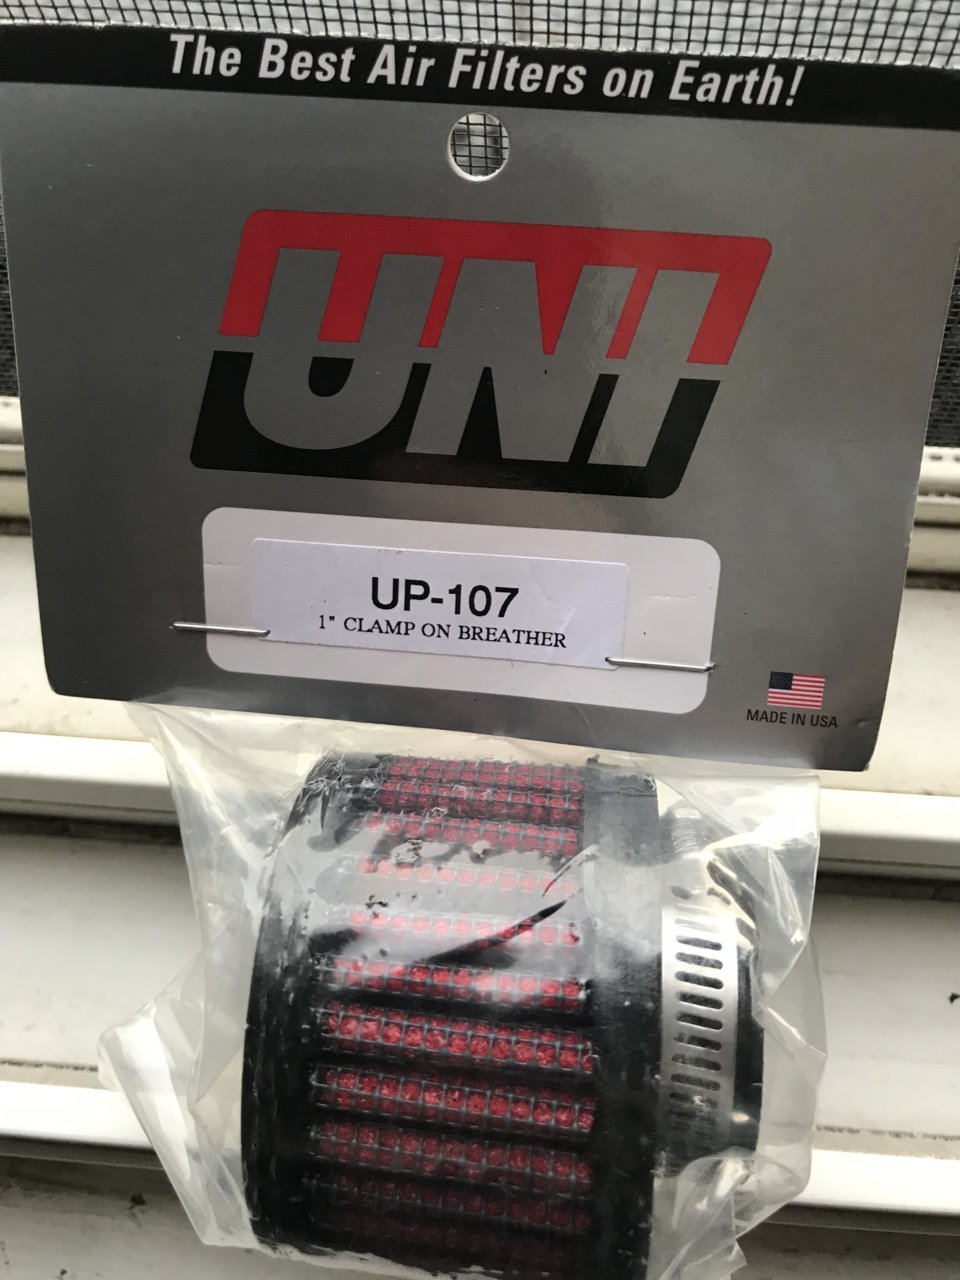 The Best Air Filters on Earth!
UNI
UP-107
1" CLAMP ON BREATHER
MADE IN USA